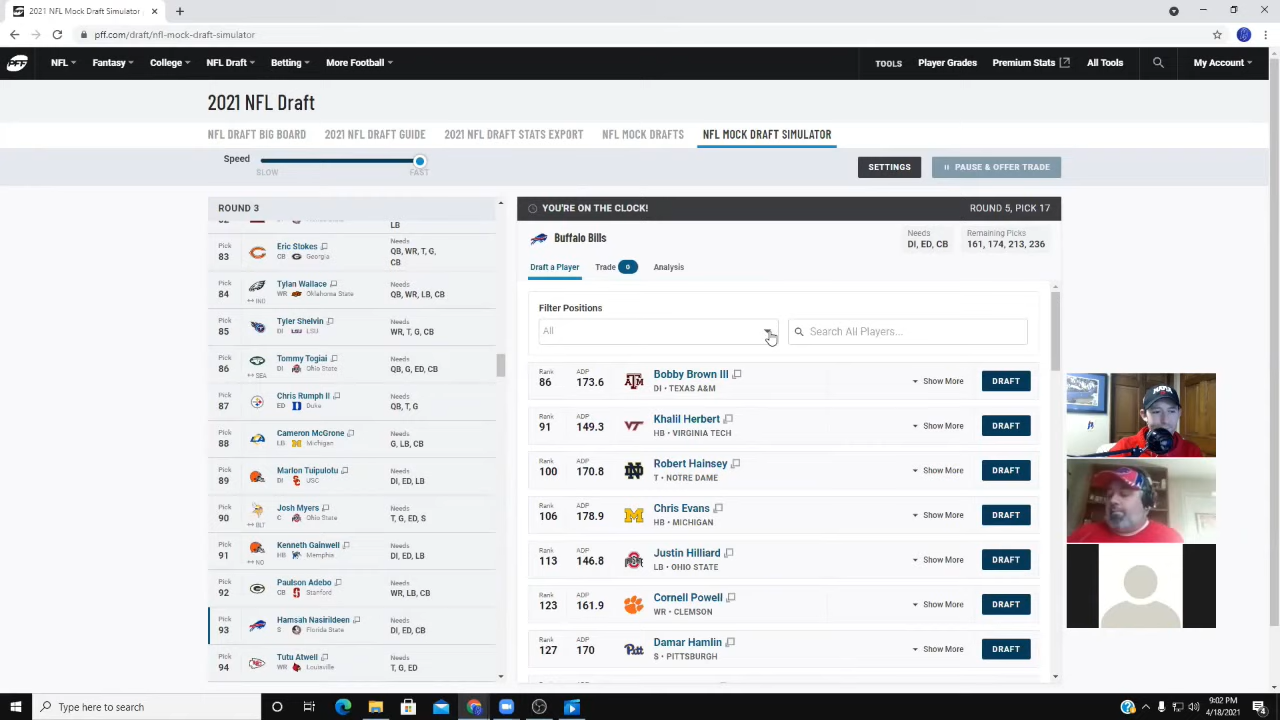 2021 NFL Mock Draft Simulator
pff.com/draft/nfl-mock-draft-simulator
PFF NFL Fantasy College NFL Draft Betting More Football TOOLS Player Grades Premium Stats All Tools My Account
2021 NFL Draft
NFL DRAFT BIG BOARD 2021 NFL DRAFT GUIDE 2021 NFL DRAFT STATS EXPORT NFL MOCK DRAFTS NFL MOCK DRAFT SIMULATOR
Speed
SLOW FAST
SETTINGS PAUSE & OFFER TRADE
ROUND 3
LB
Pick 83
Eric Stokes
CB Georgia
Needs
QB, WR, T, G,
CB
Pick 84
Tylan Wallace
WR Oklahoma State
IND
Needs
QB, WR, LB, CB
Pick 85
Tyler Shelvin
DI LSU LSU
Needs
WR, T, G, CB
Pick 86
Tommy Togiai
DI Ohio State
SEA
Needs
QB, G, ED, CB
Pick 87
Chris Rumph II
ED Duke
Needs
QB, T, G
Pick 88
Cameron McGrone
LB Michigan
Needs
G, LB, CB
Pick 89
Marlon Tuipulotu
DI USC
Needs
DI, ED, LB
Pick 90
Josh Myers
C Ohio State
BLT
Needs
T, G, ED, S
Pick 91
Kenneth Gainwell
HB Memphis
NO
Needs
DI, ED, LB
Pick 92
Paulson Adebo
CB Stanford
Needs
WR, LB, CB
Pick 93
Hamsah Nasirildeen
S Florida State
Needs
DI, ED, CB
Pick 94
Tutu Atwell
WR Louisville
Needs
T, G, ED
YOU'RE ON THE CLOCK! ROUND 5, PICK 17
Buffalo Bills
Needs
DI, ED, CB
Remaining Picks
161, 174, 213, 236
Draft a Player Trade 0 Analysis
Filter Positions
All
Search All Players...
Rank 86 ADP 173.6
Bobby Brown III
DI • TEXAS A&M
Show More DRAFT
Rank 91 ADP 149.3
Khalil Herbert
HB • VIRGINIA TECH
Show More DRAFT
Rank 100 ADP 170.8
Robert Hainsey
T • NOTRE DAME
Show More DRAFT
Rank 106 ADP 178.9
Chris Evans
HB • MICHIGAN
Show More DRAFT
Rank 113 ADP 146.8
Justin Hilliard
LB • OHIO STATE
Show More DRAFT
Rank 123 ADP 161.9
Cornell Powell
WR • CLEMSON
Show More DRAFT
Rank 127 ADP 170
Damar Hamlin
S • PITTSBURGH
Show More DRAFT
Type here to search
9:02 PM
4/18/2021